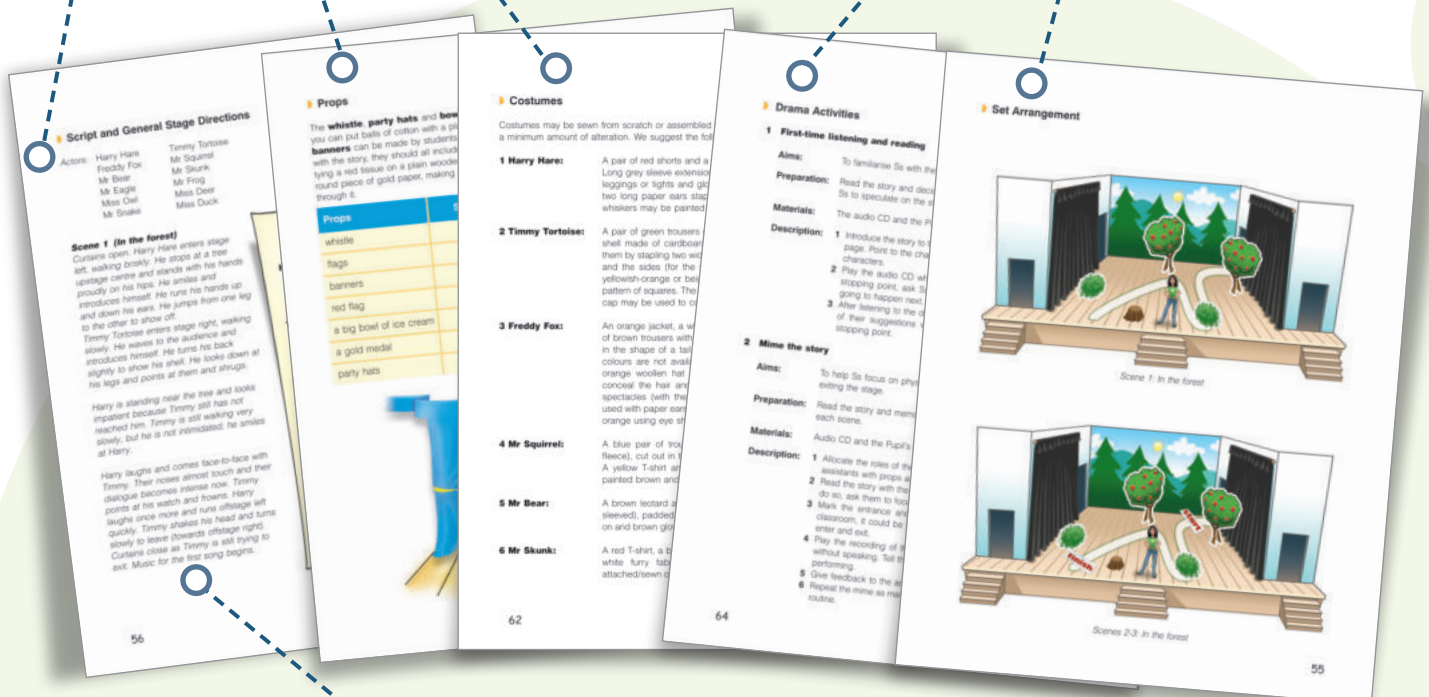 Script and General Stage Directions
Actors: Harry Hare Timmy Tortoise
Freddy Fox Mr Squirrel
Mr Bear Mr Skunk
Mr Eagle Mr Frog
Miss Owl Miss Deer
Mr Snake Miss Duck
Scene 1 (In the forest)
Curtains open. Harry Hare enters stage
left, walking briskly. He stops at a tree
upstage centre and stands with his hands
proudly on his hips. He smiles and
introduces himself. He runs his hands up
and down his ears. He jumps from one leg
to the other to show off.
Timmy Tortoise enters stage right, walking
slowly. He waves to the audience and
introduces himself. He turns his back
slightly to show his shell. He looks down at
his legs and points at them and shrugs.
Harry is standing near the tree and looks
impatient because Timmy still has not
reached him. Timmy is still walking very
slowly, but he is not intimidated; he smiles
at Harry.
Harry laughs and comes face-to-face with
Timmy. Their noses almost touch and their
dialogue becomes intense now. Timmy
points at his watch and frowns. Harry
laughs once more and runs offstage left
quickly. Timmy shakes his head and turns
slowly to leave (towards offstage right).
Curtains close as Timmy is still trying to
exit. Music for the first song begins.
56
Props
The whistle, party hats and bow
you can put balls of cotton with a
banners can be made by students
with the story, they should all include
tying a red tissue on a plain woode
round piece of gold paper, making
through it.
Props
whistle
flags
banners
red flag
a big bowl of ice cream
a gold medal
party hats
Costumes
Costumes may be sewn from scratch or assembled
a minimum amount of alteration. We suggest the
1 Harry Hare: A pair of red shorts and a
Long grey sleeve extensio
leggings or tights and
two long paper ears
whiskers may be painted
2 Timmy Tortoise: A pair of green trousers
shell made of cardboar
them by stapling two
and the sides (for the
yellowish-orange or
pattern of squares. The
cap may be used to
3 Freddy Fox: An orange jacket, a w
of brown trousers with
in the shape of a
colours are not
orange woollen hat
conceal the hair and
spectacles (with the
used with paper ears
orange using eye
4 Mr Squirrel: A blue pair of
fleece), cut out in
A yellow T-shirt
painted brown and
5 Mr Bear: A brown leotard a
sleeved), padded
on and brown
6 Mr Skunk: A red T-shirt, a b
white furry
attached/sewn
62
Drama Activities
1 First-time listening and reading
Aims: To familiarise Ss with the
Preparation: Read the story and
Ss to speculate on the
Materials: The audio CD and the
Description: 1 Introduce the story to
page. Point to the
characters.
2 Play the audio CD
stopping point, ask
going to happen next.
3 After listening to the
of their suggestions
stopping point.
2 Mime the story
Aims: To help Ss focus on
exiting the stage.
Preparation: Read the story and
each scene.
Materials: Audio CD and the Pupil's
Description: 1 Allocate the roles of the
assistants with props
2 Read the story with the
do so, ask them to
3 Mark the entrance
classroom, it could be
enter and exit.
4 Play the recording of
without speaking. Tell
performing.
5 Give feedback to the
6 Repeat the mime as
routine.
64
Set Arrangement
Scene 1: In the forest
START
FINISH
Scenes 2-3: In the forest
55